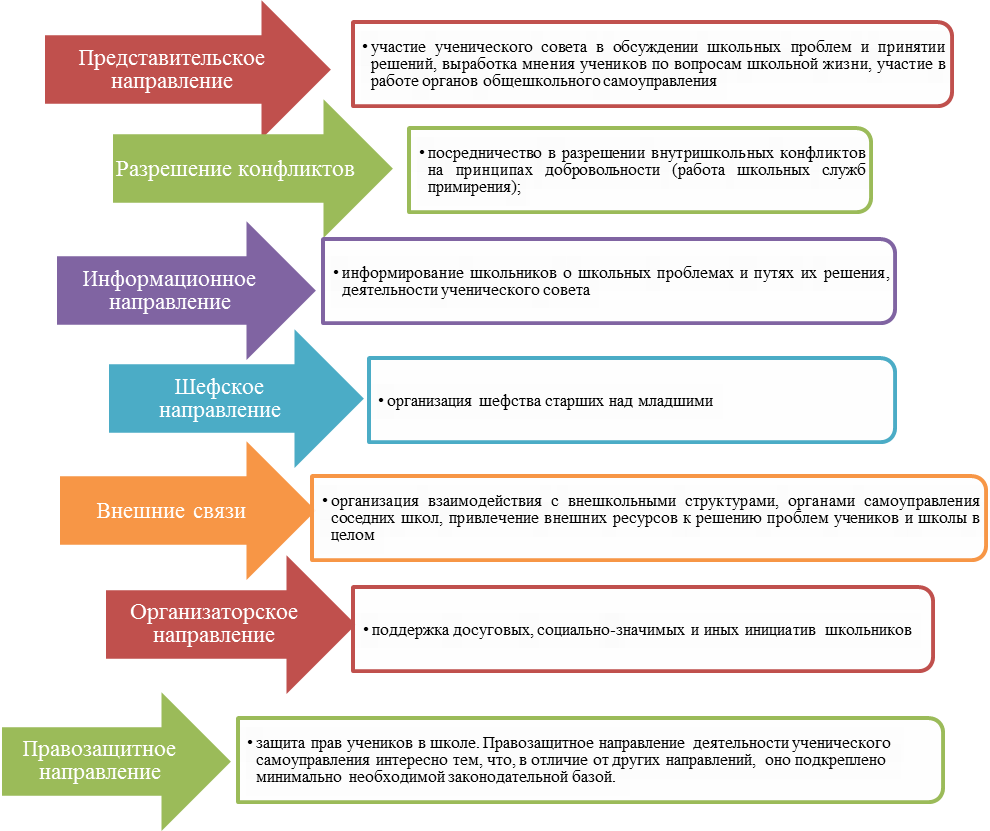 Представительское
направление
• участие ученического совета в обсуждении школьных проблем и принятии
решений, выработка мнения учеников по вопросам школьной жизни, участие в
работе органов общешкольного самоуправления
Разрешение конфликтов
• посредничество в разрешении внутришкольных конфликтов
на принципах добровольности (работа школьных служб
примирения);
Информационное
направление
• информирование школьников о школьных проблемах и путях их решения,
деятельности ученического совета
Шефское
направление
• организация шефства старших над младшими
Внешние связи
• организация взаимодействия с внешкольными структурами, органами самоуправления
соседних школ, привлечение внешних ресурсов к решению проблем учеников и школы в
целом
Организаторское
направление
• поддержка досуговых, социально-значимых и иных инициатив школьников
Правозащитное
направление
• защита прав учеников в школе. Правозащитное направление деятельности ученического
самоуправления интересно тем, что, в отличие от других направлений, оно подкреплено
минимально необходимой законодательной базой.